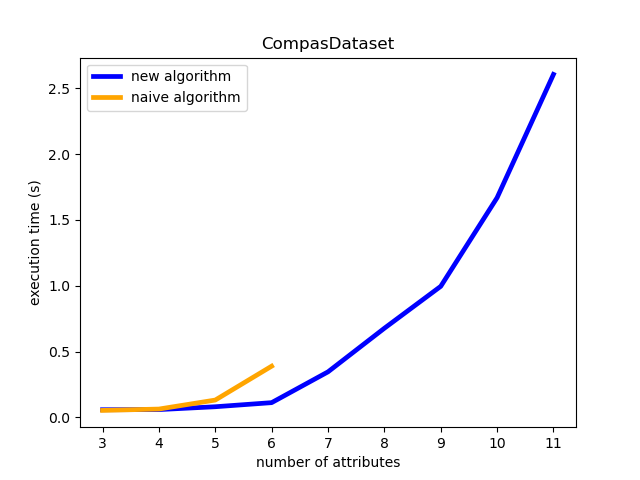 CompasDataset
new algorithm
naive algorithm
execution time (s)
2.5
2.0
1.5
1.0
0.5
0.0
3 4 5 6 7 8 9 10 11
number of attributes